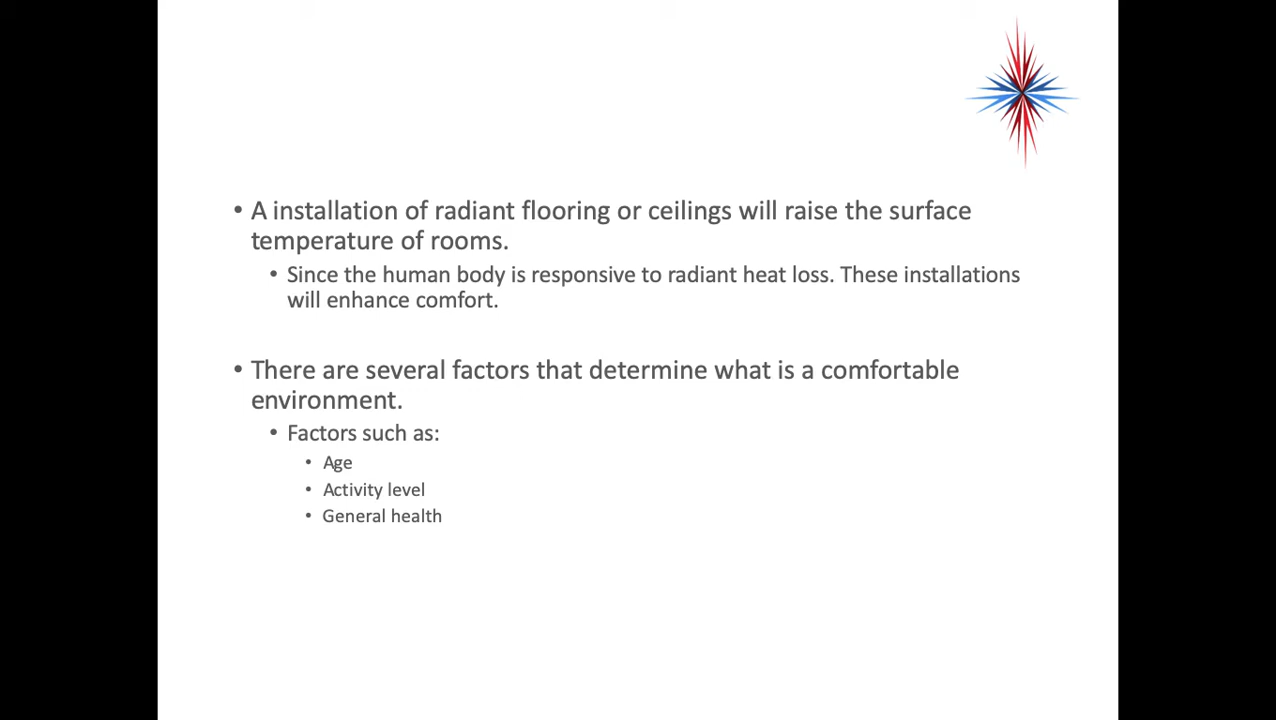 • A installation of radiant flooring or ceilings will raise the surface
temperature of rooms.
• Since the human body is responsive to radiant heat loss. These installations
will enhance comfort.
• There are several factors that determine what is a comfortable
environment.
• Factors such as:
• Age
• Activity level
• General health